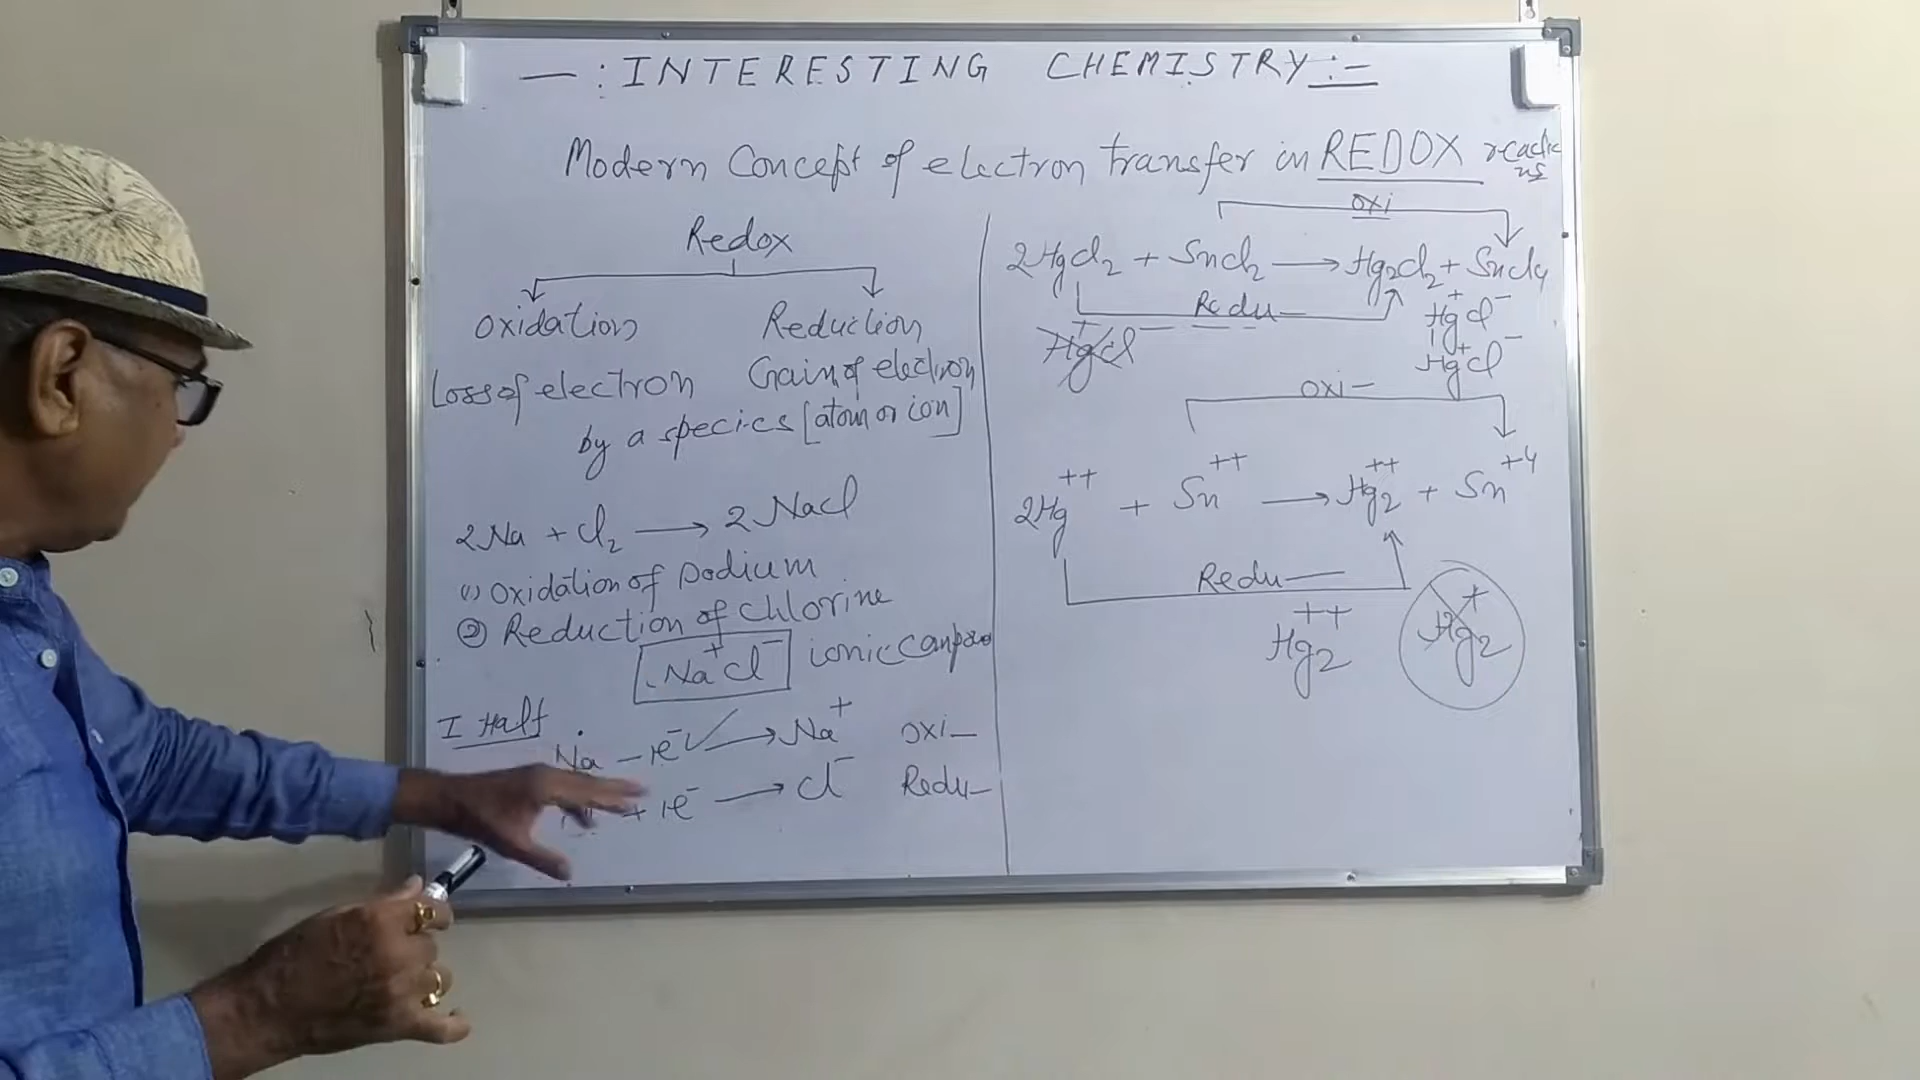 — : INTERESTING CHEMISTRY : =
Modern Concept of electron transfer in REDOX reactions
Redox
Oxidation Reduction
Loss of electron Gain of electron
by a species [atom or ion]
2Na + Cl₂ ⟶ 2NaCl
(1) Oxidation of Sodium
② Reduction of Chlorine
Na⁺Cl⁻ ionic
I Half
Na − 1e⁻ ⟶ Na⁺ oxi—
+ 1e⁻ ⟶ Cl⁻ Redu—
oxi
2HgCl₂ + SnCl₂ ⟶ Hg₂Cl₂ + SnCl₄
Redu—
Hg⁺Cl Hg⁺Cl⁻
Hg⁺Cl⁻
oxi—
2Hg⁺⁺ + Sn⁺⁺ ⟶ Hg₂⁺⁺ + Sn⁺⁴
Redu—
Hg₂⁺⁺ Hg₂⁺